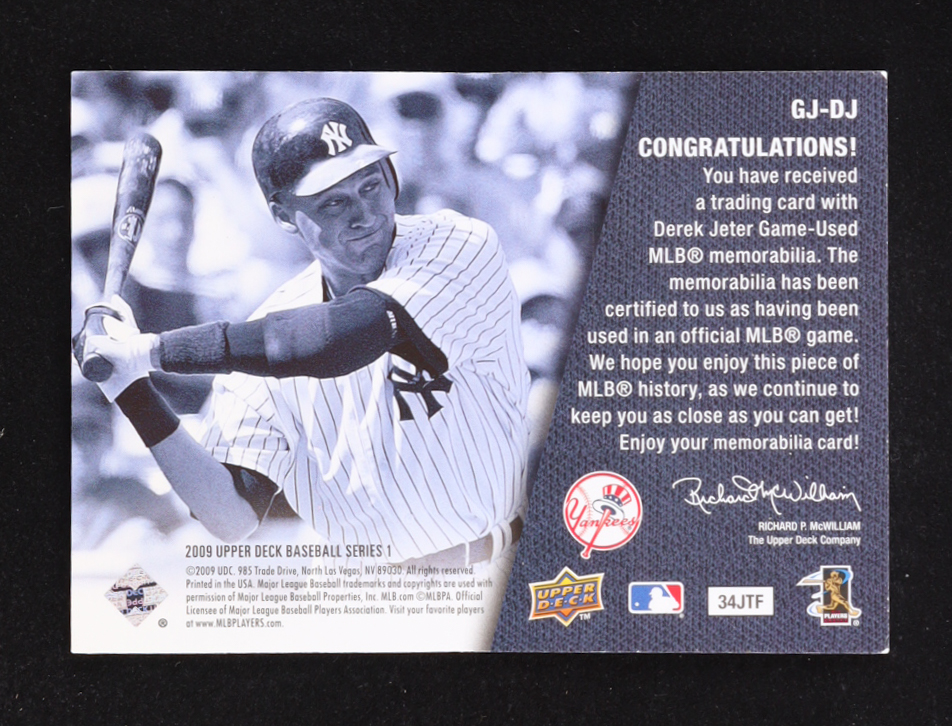 GJ-DJ
CONGRATULATIONS!
You have received
a trading card with
Derek Jeter Game-Used
MLB® memorabilia. The
memorabilia has been
certified to us as having been
used in an official MLB® game.
We hope you enjoy this piece of
MLB® history, as we continue to
keep you as close as you can get!
Enjoy your memorabilia card!
NY
NY
Yankees
Richard P. McWilliam
RICHARD P. McWILLIAM
The Upper Deck Company
2009 UPPER DECK BASEBALL SERIES 1
©2009 UDC. 985 Trade Drive, North Las Vegas, NV 89030. All rights reserved.
Printed in the USA. Major League Baseball trademarks and copyrights are used with
permission of Major League Baseball Properties, Inc. MLB.com ©MLBPA. Official
Licensee of Major League Baseball Players Association. Visit your favorite players
at www.MLBPLAYERS.com.
®
UPPER
DECK
TM
34JTF
PLAYERS
®